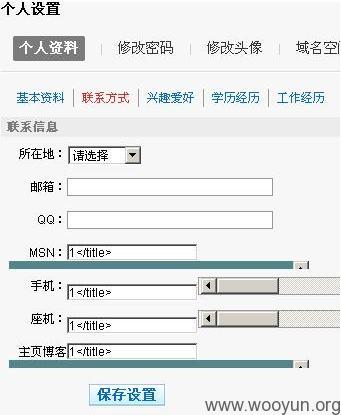 个人设置
个人资料 | 修改密码 | 修改头像 | 域名空
基本资料 | 联系方式 | 兴趣爱好 | 学历经历 | 工作经历
联系信息
所在地： 请选择
邮箱：
QQ：
MSN： 1</title>
手机： 1</title>
座机： 1</title>
主页博客 1</title>
保存设置
www.wooyun.org